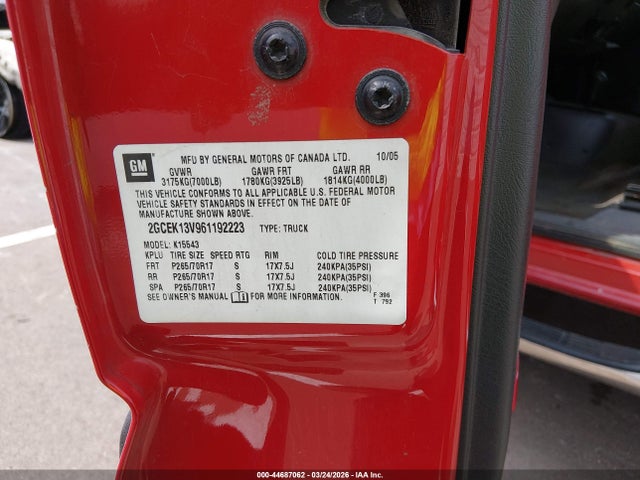 GM
MFD BY GENERAL MOTORS OF CANADA LTD. 10/05
GVWR GAWR FRT GAWR RR
3175KG(7000LB) 1780KG(3925LB) 1814KG(4000LB)
THIS VEHICLE CONFORMS TO ALL APPLICABLE U.S. FEDERAL MOTOR
VEHICLE SAFETY STANDARDS IN EFFECT ON THE DATE OF
MANUFACTURE SHOWN ABOVE.
2GCEK13V961192223 TYPE: TRUCK
MODEL: K15543
KPLU TIRE SIZE SPEED RTG RIM COLD TIRE PRESSURE
FRT P265/70R17 S 17X7.5J 240KPA(35PSI)
RR P265/70R17 S 17X7.5J 240KPA(35PSI)
SPA P265/70R17 S 17X7.5J 240KPA(35PSI)
SEE OWNER'S MANUAL FOR MORE INFORMATION. F 396
T 792
000-44687062 - 03/24/2026 - IAA Inc.